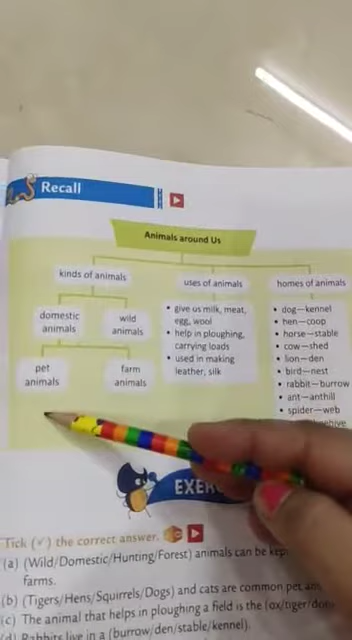 Recall
Animals around Us
kinds of animals
uses of animals
homes of animals
domestic
animals
wild
animals
pet
animals
farm
animals
• give us milk, meat,
egg, wool
• help in ploughing,
carrying loads
• used in making
leather, silk
• dog—kennel
• hen—coop
• horse—stable
• cow—shed
• lion—den
• bird—nest
• rabbit—burrow
• ant—anthill
• spider—web
Tick (✓) the correct answer.
(a) (Wild/Domestic/Hunting/Forest) animals can be
farms.
(b) (Tigers/Hens/Squirrels/Dogs) and cats are common pet
(c) The animal that helps in ploughing a field is the (ox/tiger/
(d) Rabbits live in a (burrow/den/stable/kennel).